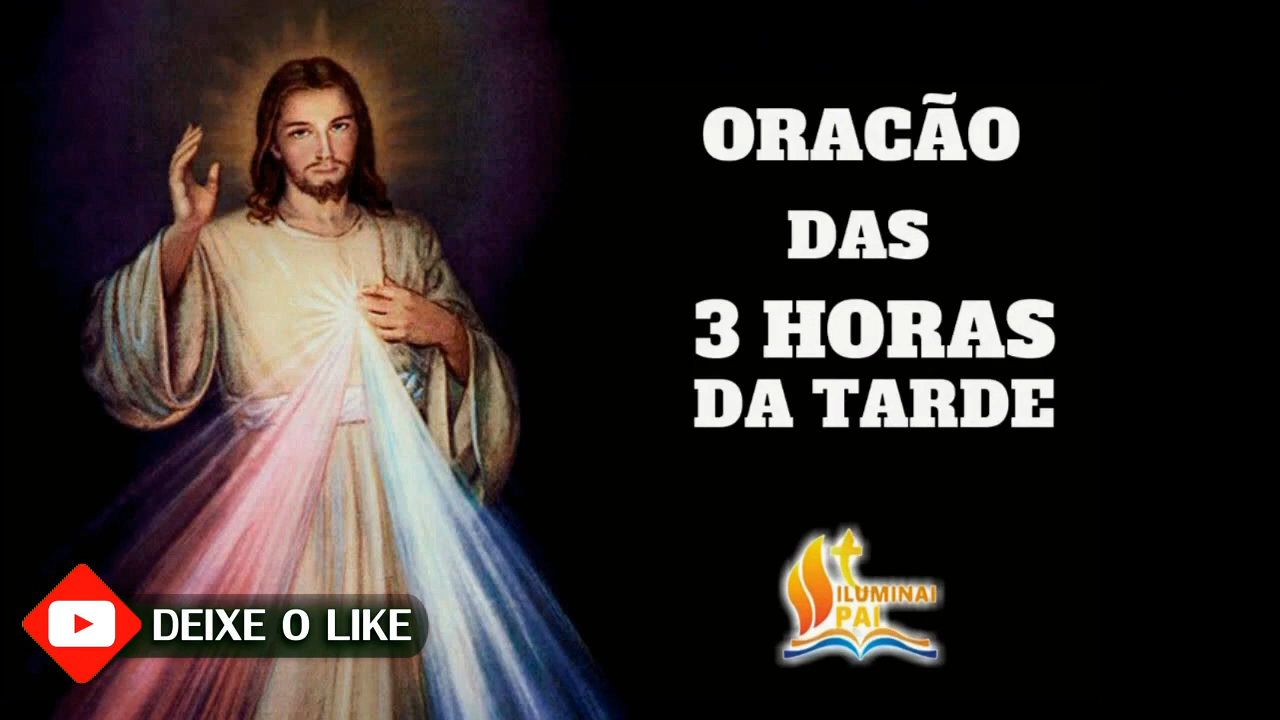 ORACÃO
DAS
3 HORAS
DA TARDE
ILUMINAI
PAI
DEIXE O LIKE